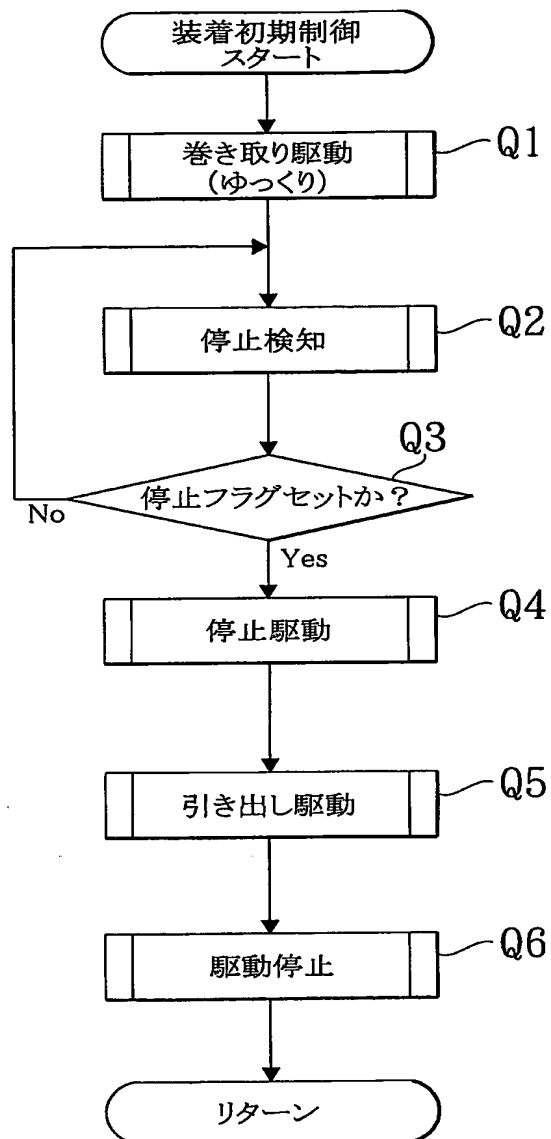 装着初期制御
スタート
巻き取り駆動
(ゆっくり)
Q1
停止検知
Q2
停止フラグセットか?
Q3
No
Yes
停止駆動
Q4
引き出し駆動
Q5
駆動停止
Q6
リターン